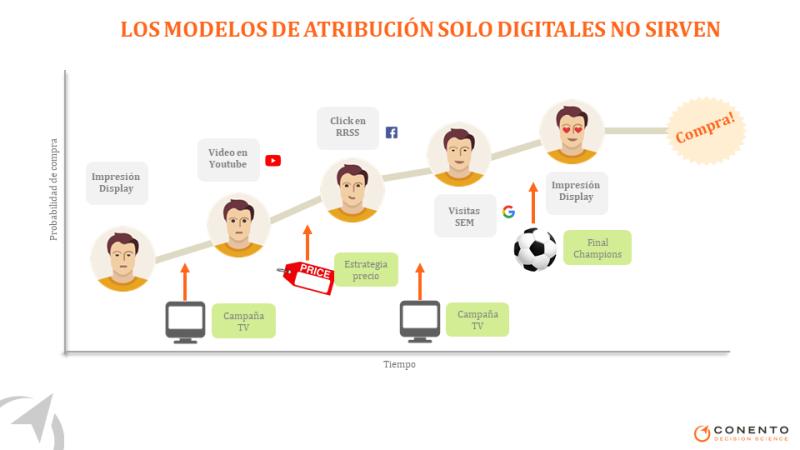 LOS MODELOS DE ATRIBUCIÓN SOLO DIGITALES NO SIRVEN
Probabilidad de compra
Impresión
Display
Video en
Youtube
Click en
RRSS
Visitas
SEM
Impresión
Display
Compra!
Campaña
TV
PRICE
Estrategia
precio
Campaña
TV
Final
Champions
Tiempo
CONENTO
DECISION SCIENCE